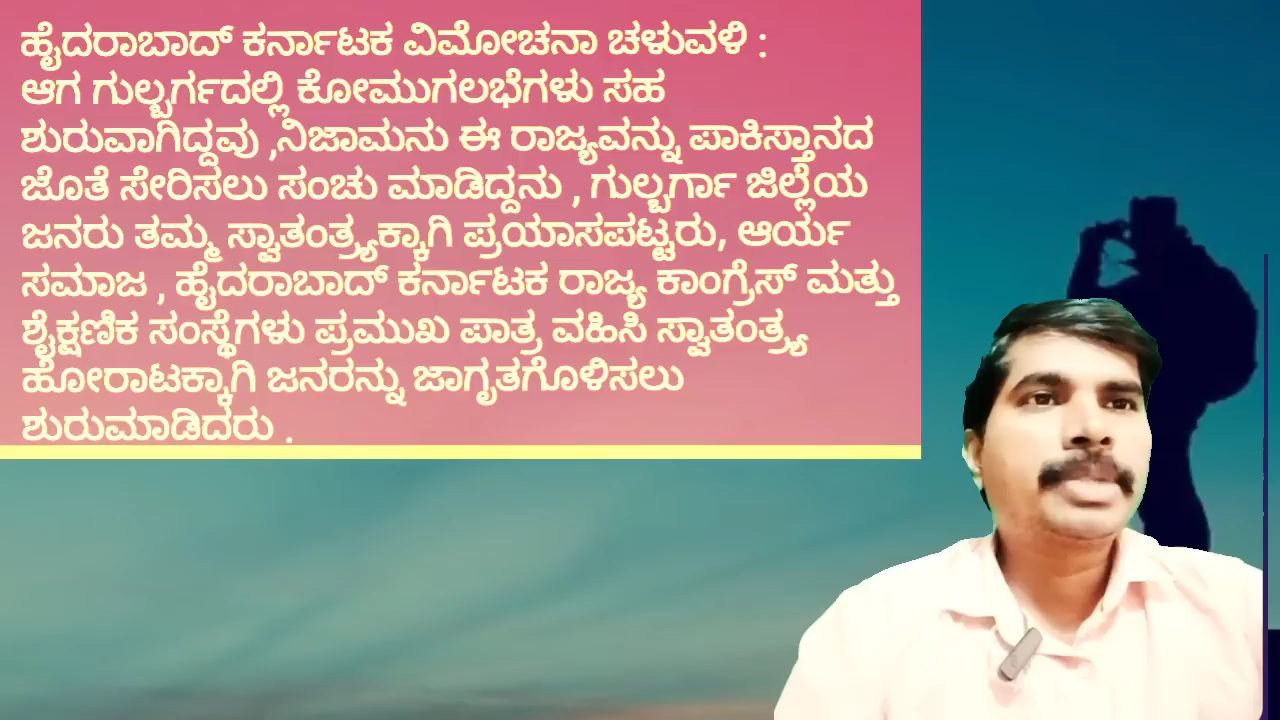 ಹೈದರಾಬಾದ್ ಕರ್ನಾಟಕ ವಿಮೋಚನಾ ಚಳುವಳಿ :
ಆಗ ಗುಲ್ಬರ್ಗದಲ್ಲಿ ಕೋಮುಗಲಭೆಗಳು ಸಹ
ಶುರುವಾಗಿದ್ದವು ,ನಿಜಾಮನು ಈ ರಾಜ್ಯವನ್ನು ಪಾಕಿಸ್ತಾನದ
ಜೊತೆ ಸೇರಿಸಲು ಸಂಚು ಮಾಡಿದ್ದನು , ಗುಲ್ಬರ್ಗಾ ಜಿಲ್ಲೆಯ
ಜನರು ತಮ್ಮ ಸ್ವಾತಂತ್ರ್ಯಕ್ಕಾಗಿ ಪ್ರಯಾಸಪಟ್ಟರು, ಆರ್ಯ
ಸಮಾಜ , ಹೈದರಾಬಾದ್ ಕರ್ನಾಟಕ ರಾಜ್ಯ ಕಾಂಗ್ರೆಸ್ ಮತ್ತು
ಶೈಕ್ಷಣಿಕ ಸಂಸ್ಥೆಗಳು ಪ್ರಮುಖ ಪಾತ್ರ ವಹಿಸಿ ಸ್ವಾತಂತ್ರ್ಯ
ಹೋರಾಟಕ್ಕಾಗಿ ಜನರನ್ನು ಜಾಗೃತಗೊಳಿಸಲು
ಶುರುಮಾಡಿದರು .